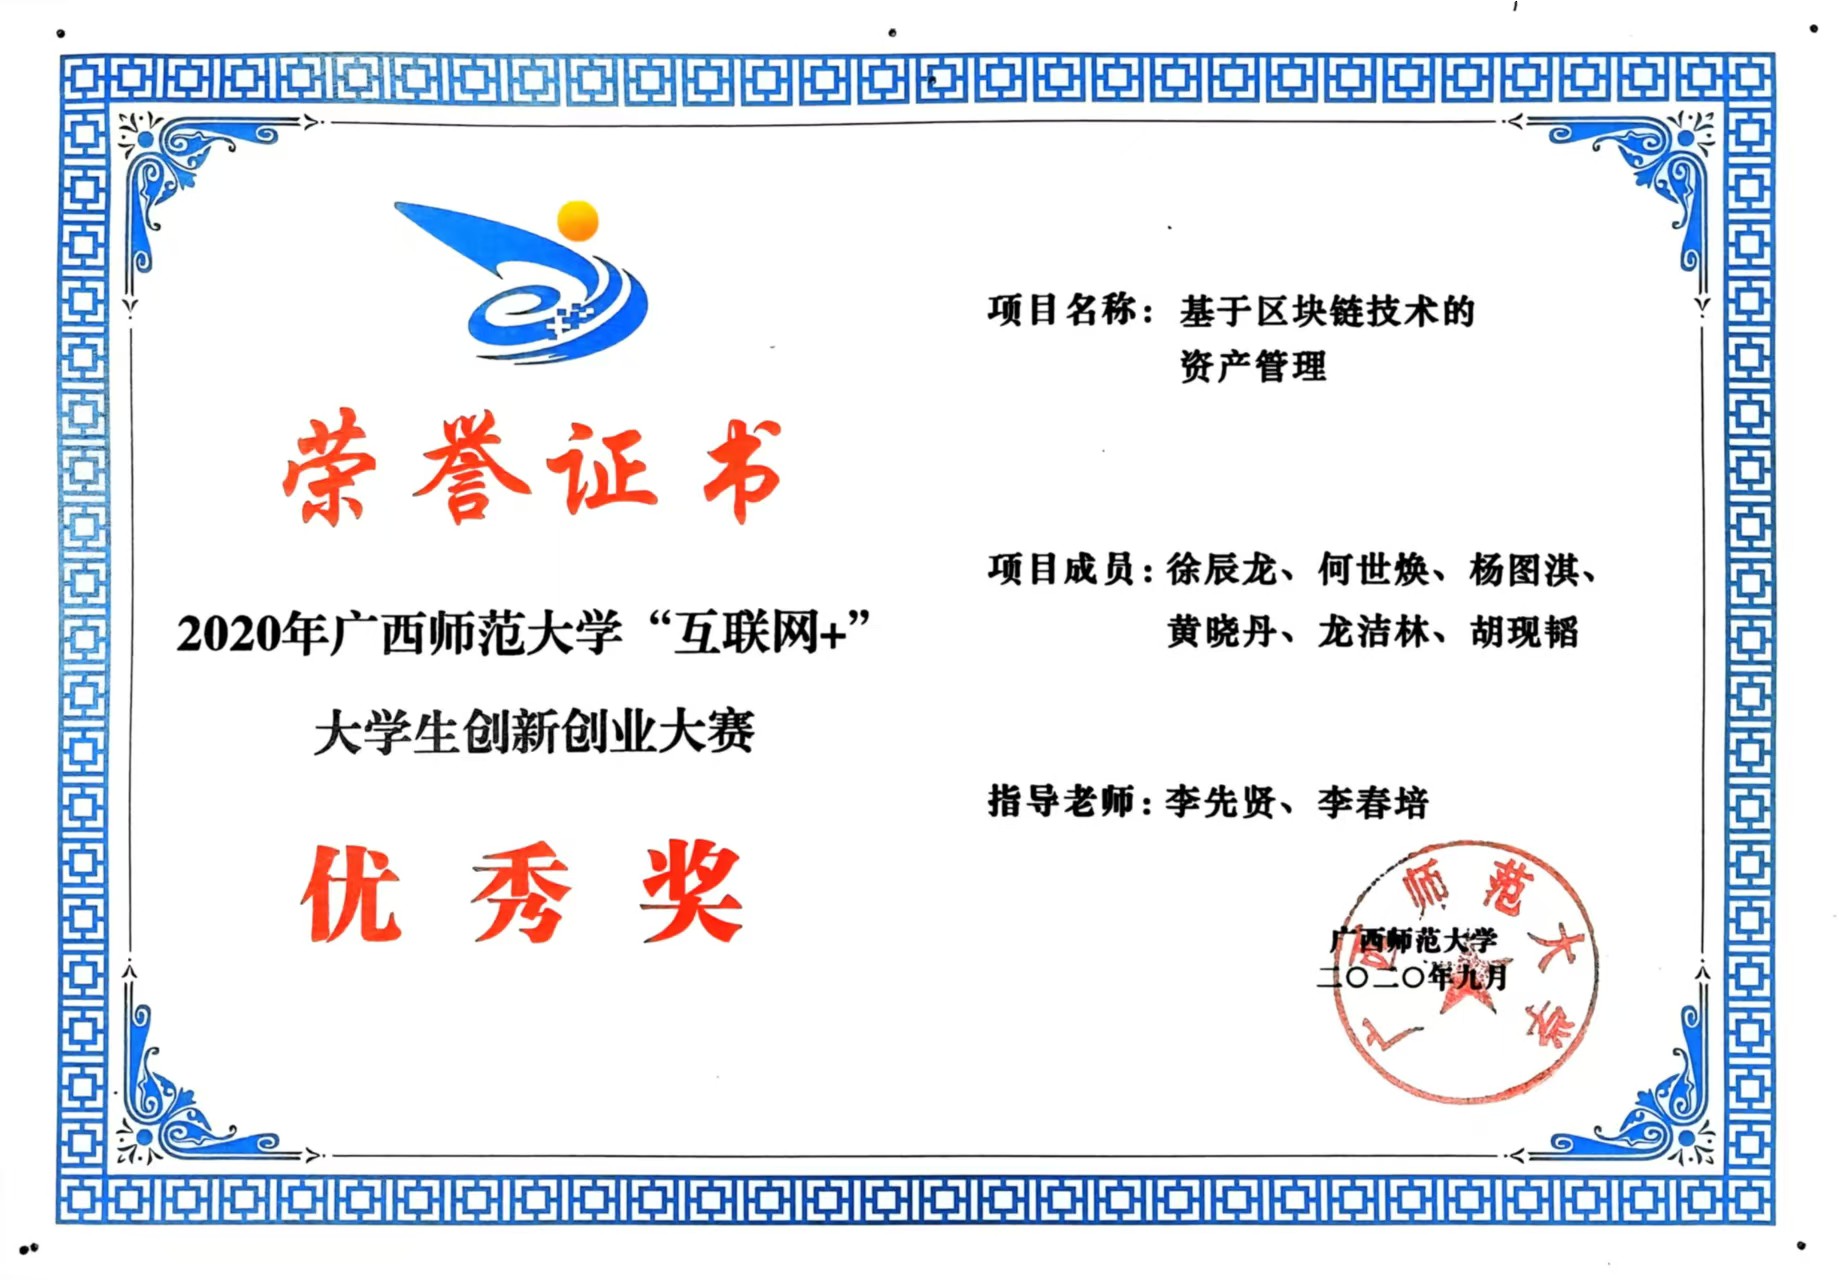 荣誉证书
2020年广西师范大学“互联网+”
大学生创新创业大赛
优秀奖
项目名称：基于区块链技术的
资产管理
项目成员：徐辰龙、何世焕、杨图淇、
黄晓丹、龙洁林、胡现韬
指导老师：李先贤、李春培
广西师范大学
二〇二〇年九月
广西师范大学